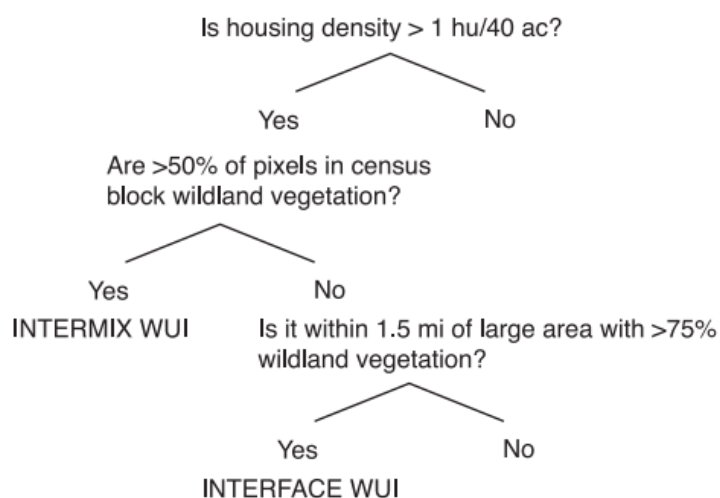 Is housing density > 1 hu/40 ac?
Yes
No
Are >50% of pixels in census
block wildland vegetation?
Yes
No
INTERMIX WUI
Is it within 1.5 mi of large area with >75%
wildland vegetation?
Yes
No
INTERFACE WUI